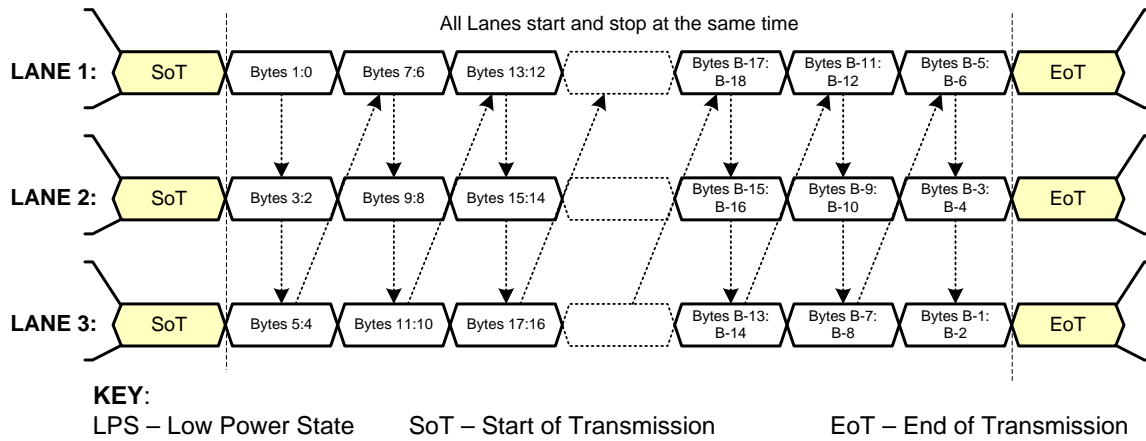 All Lanes start and stop at the same time
LANE 1: SoT Bytes 1:0 Bytes 7:6 Bytes 13:12 Bytes B-17: B-18 Bytes B-11: B-12 Bytes B-5: B-6 EoT
LANE 2: SoT Bytes 3:2 Bytes 9:8 Bytes 15:14 Bytes B-15: B-16 Bytes B-9: B-10 Bytes B-3: B-4 EoT
LANE 3: SoT Bytes 5:4 Bytes 11:10 Bytes 17:16 Bytes B-13: B-14 Bytes B-7: B-8 Bytes B-1: B-2 EoT
KEY:
LPS – Low Power State SoT – Start of Transmission EoT – End of Transmission